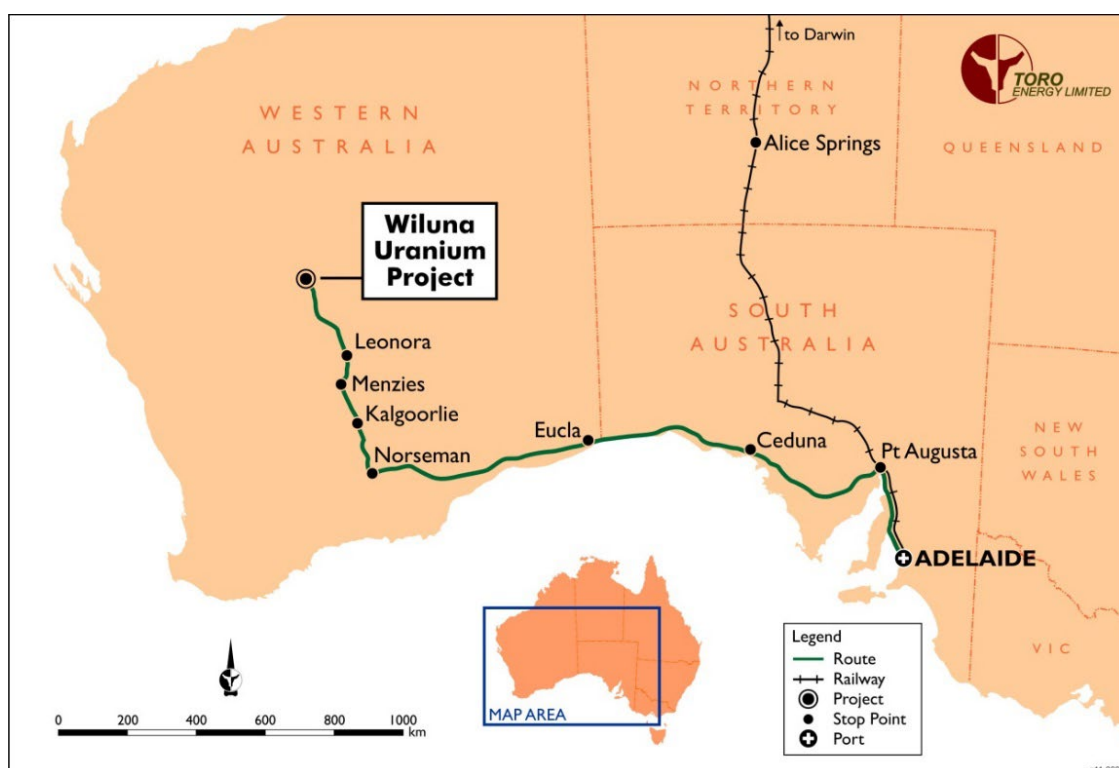 to Darwin
TORO
ENERGY LIMITED
NORTHERN
TERRITORY
WESTERN
AUSTRALIA
QUEENSLAND
Alice Springs
Wiluna
Uranium
Project
SOUTH
AUSTRALIA
Leonora
Menzies
Kalgoorlie
Norseman
Eucla
Ceduna
Pt Augusta
NEW
SOUTH
WALES
ADELAIDE
VIC
MAP AREA
Legend
Route
Railway
Project
Stop Point
Port
0 200 400 600 800 1000
km